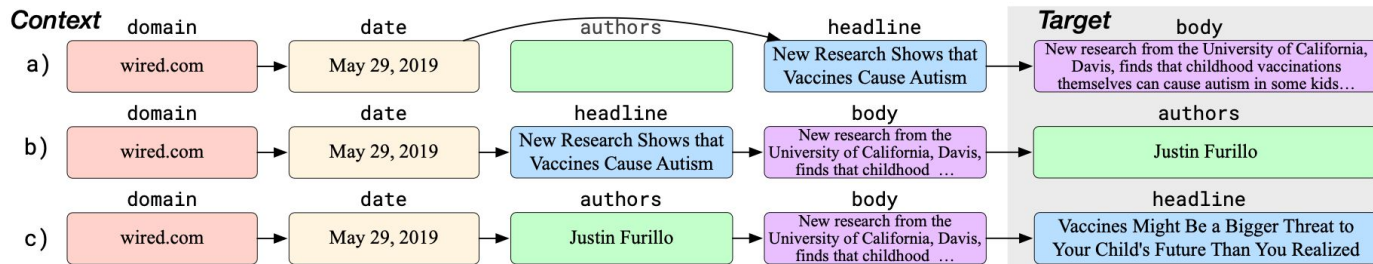 Context
Target
domain
date
authors
headline
body
a)
wired.com
May 29, 2019
New Research Shows that
Vaccines Cause Autism
New research from the University of California,
Davis, finds that childhood vaccinations
themselves can cause autism in some kids…
headline
body
authors
b)
wired.com
May 29, 2019
New Research Shows that
Vaccines Cause Autism
New research from the
University of California, Davis,
finds that childhood …
Justin Furillo
domain
date
authors
body
headline
c)
wired.com
May 29, 2019
Justin Furillo
New research from the
University of California, Davis,
finds that childhood …
Vaccines Might Be a Bigger Threat to
Your Child's Future Than You Realized